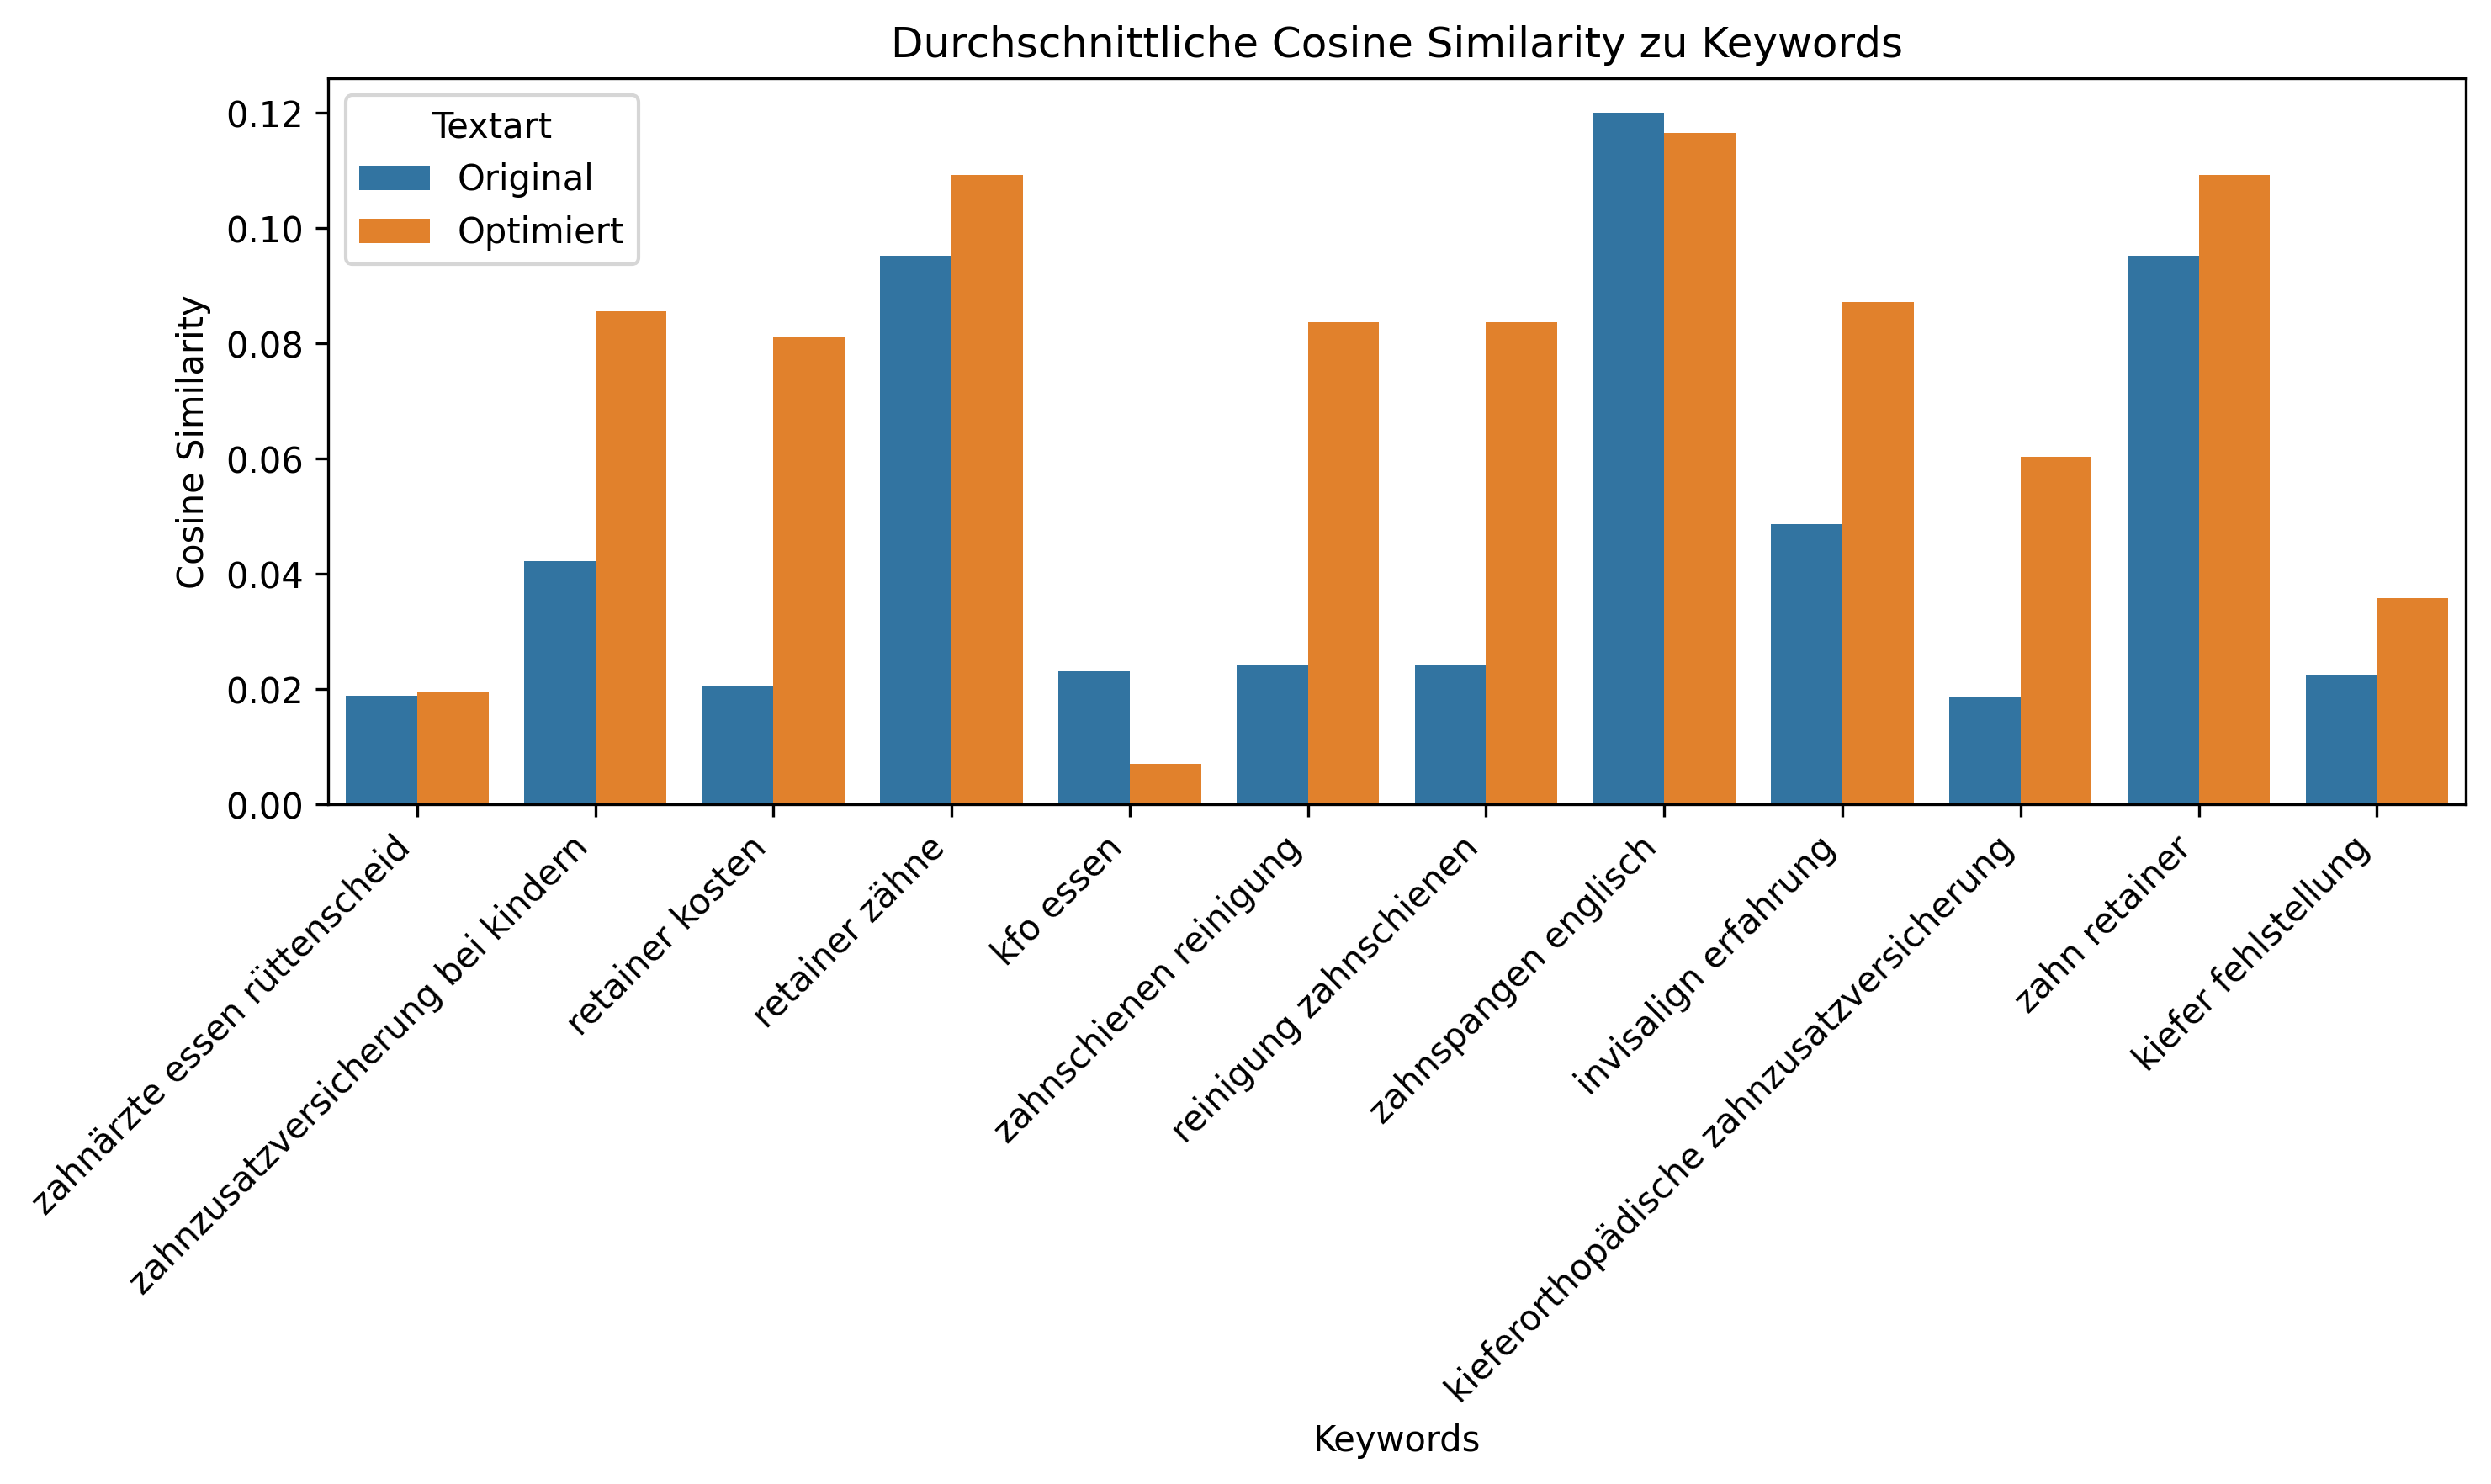 Durchschnittliche Cosine Similarity zu Keywords
Textart
Original
Optimiert
Cosine Similarity
0.12
0.10
0.08
0.06
0.04
0.02
0.00
zahnärzte essen rüttenscheid
zahnzusatzversicherung bei kindern
retainer kosten
retainer zähne
kfo essen
zahnschienen reinigung
reinigung zahnschienen
zahnspangen englisch
invisalign erfahrung
kieferorthopädische zahnzusatzversicherung
zahn retainer
kiefer fehlstellung
Keywords